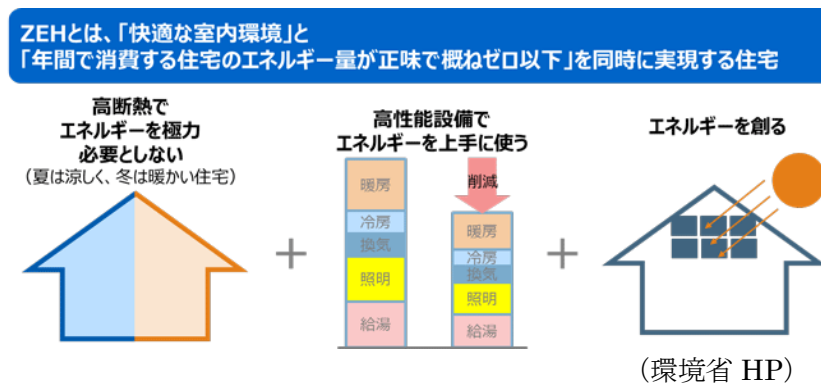 ZEHとは、「快適な室内環境」と
「年間で消費する住宅のエネルギー量が正味で概ねゼロ以下」を同時に実現する住宅
高断熱で
エネルギーを極力
必要としない
（夏は涼しく、冬は暖かい住宅）
高性能設備で
エネルギーを上手に使う
暖房
冷房
換気
照明
給湯
削減
暖房
冷房
換気
照明
給湯
エネルギーを創る
（環境省 HP）